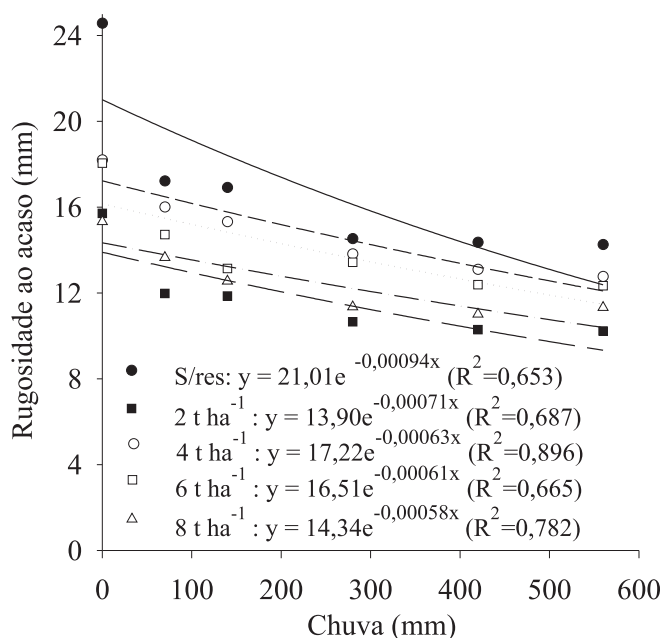 Rugosidade ao acaso (mm)
24
20
16
12
8
4
0
S/res: y = 21,01e^-0,00094x (R^2=0,653)
2 t ha^-1 : y = 13,90e^-0,00071x (R^2=0,687)
4 t ha^-1 : y = 17,22e^-0,00063x (R^2=0,896)
6 t ha^-1 : y = 16,51e^-0,00061x (R^2=0,665)
8 t ha^-1 : y = 14,34e^-0,00058x (R^2=0,782)
0 100 200 300 400 500 600
Chuva (mm)